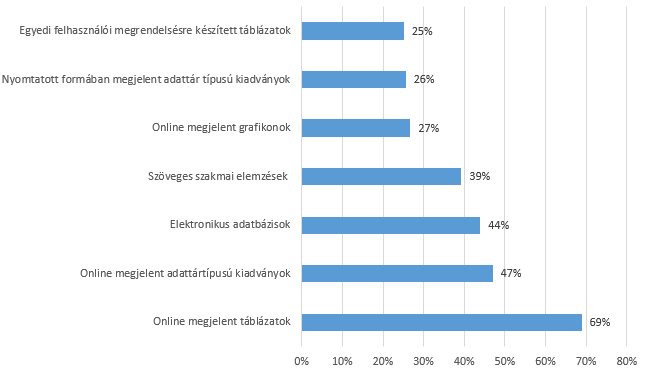 Egyedi felhasználói megrendelsésre készített táblázatok
25%
Nyomtatott formában megjelent adattár típusú kiadványok
26%
Online megjelent grafikonok
27%
Szöveges szakmai elemzések
39%
Elektronikus adatbázisok
44%
Online megjelent adattártípusú kiadványok
47%
Online megjelent táblázatok
69%
0% 10% 20% 30% 40% 50% 60% 70% 80%